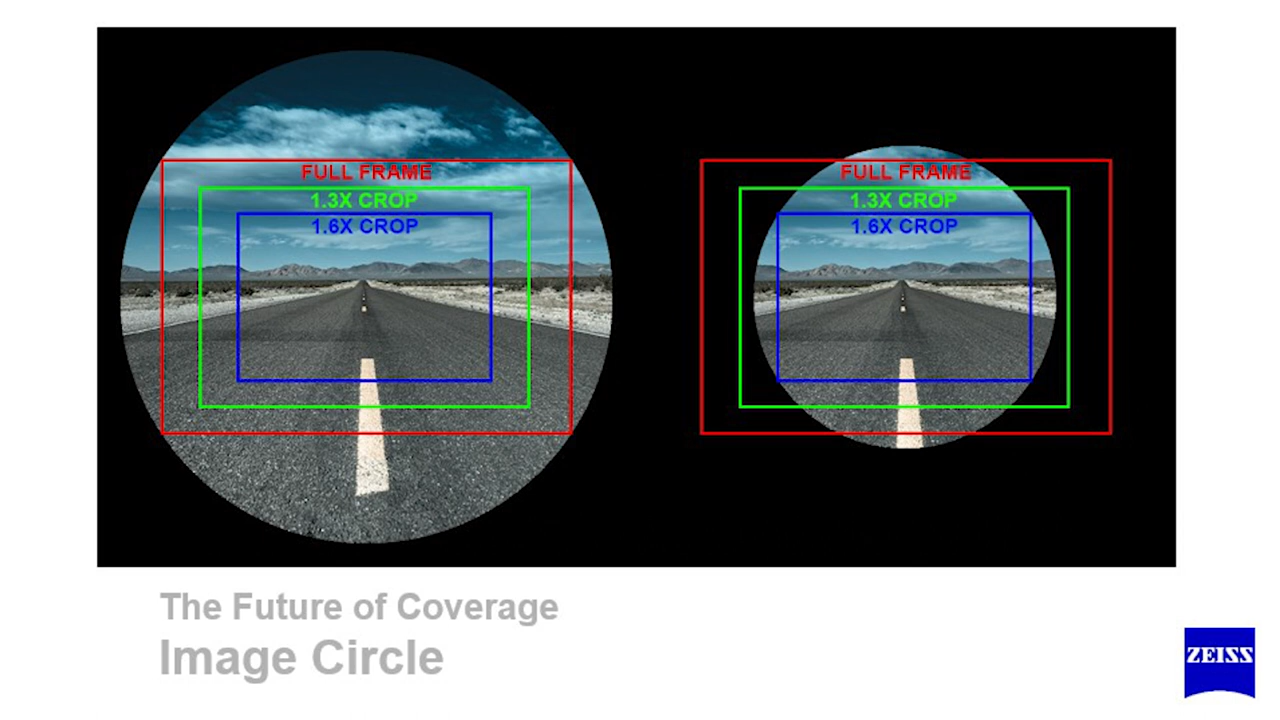 FULL FRAME
1.3X CROP
1.6X CROP
FULL FRAME
1.3X CROP
1.6X CROP
The Future of Coverage
Image Circle
ZEISS